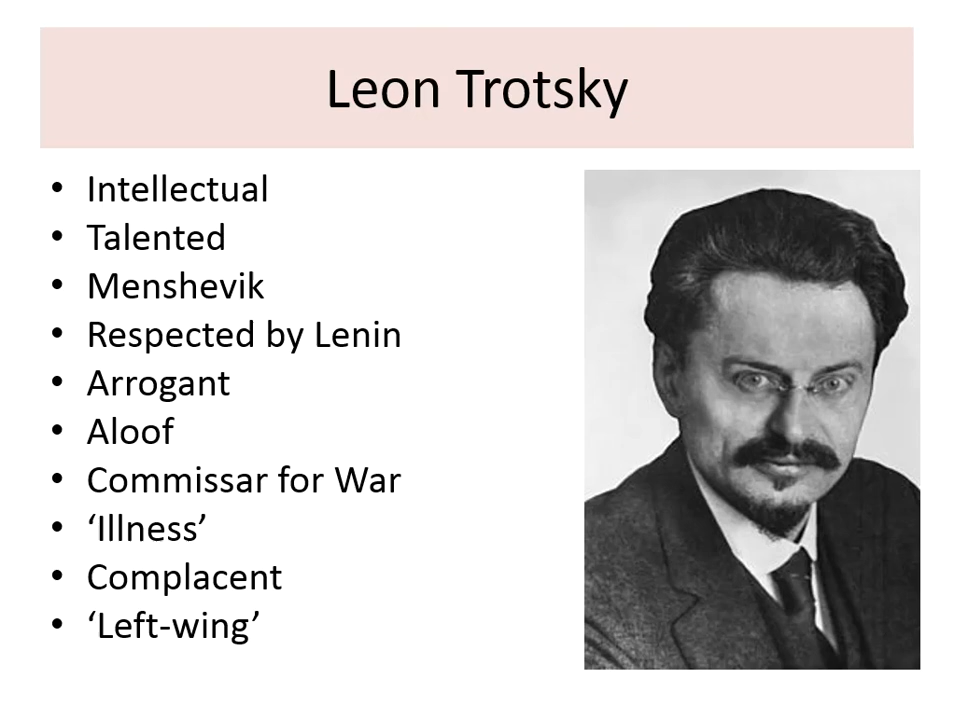 Leon Trotsky
• Intellectual
• Talented
• Menshevik
• Respected by Lenin
• Arrogant
• Aloof
• Commissar for War
• ‘Illness’
• Complacent
• ‘Left-wing’